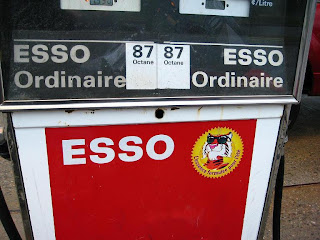 ¢/Litre
ESSO 87 87 ESSO
Octane Octane
Ordinaire Ordinaire
ESSO